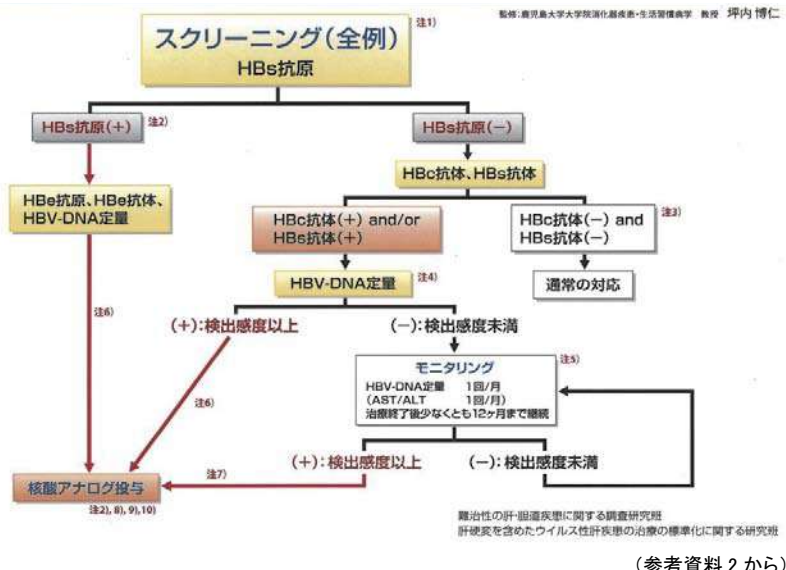 監修：鹿児島大学大学院消化器疾患・生活習慣病学 教授 坪内 博仁
スクリーニング（全例）
HBs抗原
注1)
HBs抗原（＋）
注2)
HBs抗原（－）
HBc抗体、HBs抗体
HBe抗原、HBe抗体、
HBV-DNA定量
HBc抗体（＋） and/or
HBs抗体（＋）
HBc抗体（－） and
HBs抗体（－）
注3)
HBV-DNA定量
注4)
通常の対応
注6)
（＋）：検出感度以上
（－）：検出感度未満
注6)
モニタリング
注5)
HBV-DNA定量 1回/月
（AST/ALT 1回/月）
治療終了後少なくとも12ヶ月まで継続
（＋）：検出感度以上
（－）：検出感度未満
注7)
核酸アナログ投与
注2), 8), 9), 10)
難治性の肝・胆道疾患に関する調査研究班
肝硬変を含めたウイルス性肝疾患の治療の標準化に関する研究班
（参考資料2から）